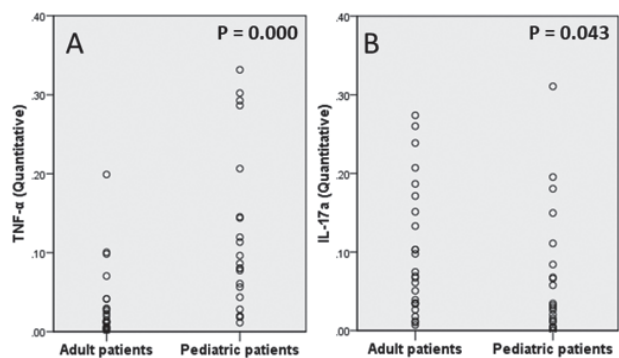 A
P = 0.000
TNF-α (Quantitative)
.40
.30
.20
.10
.00
Adult patients
Pediatric patients
B
P = 0.043
IL-17a (Quantitative)
.40
.30
.20
.10
.00
Adult patients
Pediatric patients